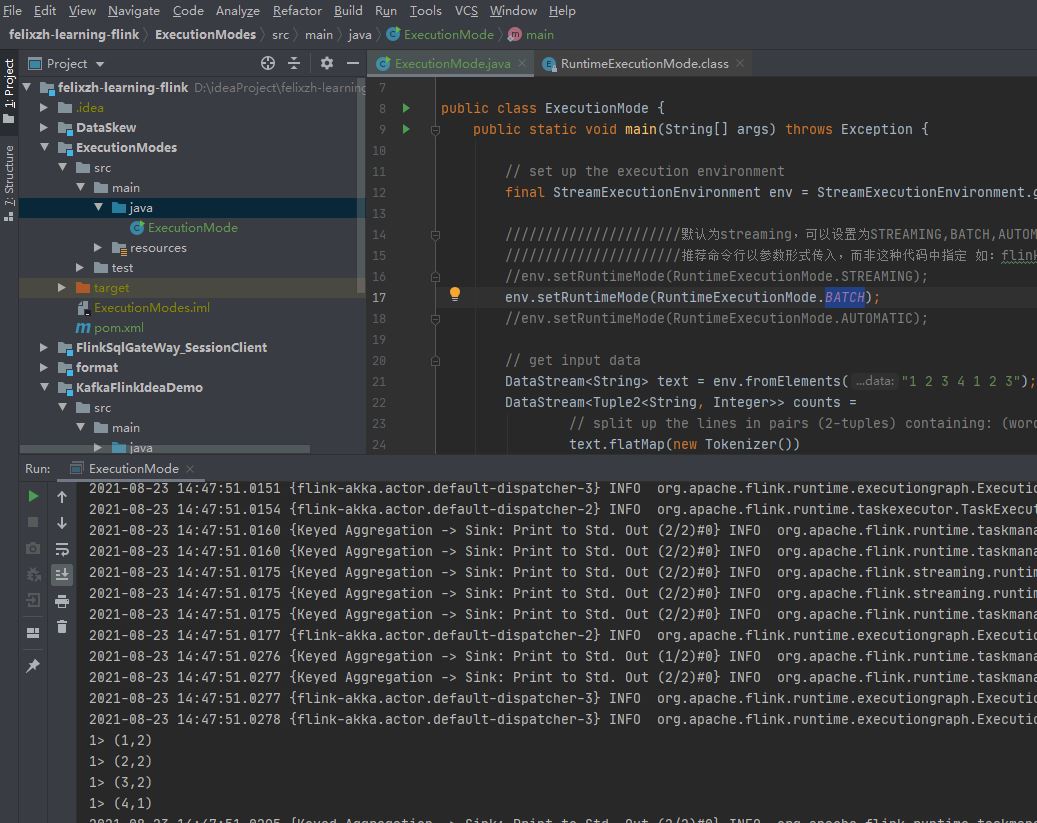 File Edit View Navigate Code Analyze Refactor Build Run Tools VCS Window Help
felixzh-learning-flink ExecutionModes src main java ExecutionMode main
1: Project
7: Structure
Project
felixzh-learning-flink D:\ideaProject\felixzh-learning
.idea
DataSkew
ExecutionModes
src
main
java
ExecutionMode
resources
test
target
ExecutionModes.iml
pom.xml
FlinkSqlGateWay_SessionClient
format
KafkaFlinkIdeaDemo
src
main
java
ExecutionMode.java RuntimeExecutionMode.class
7
8 public class ExecutionMode {
9 public static void main(String[] args) throws Exception {
10
11 // set up the execution environment
12 final StreamExecutionEnvironment env = StreamExecutionEnvironment.g
13
14 //////////////////////默认为streaming，可以设置为STREAMING,BATCH,AUTOM
15 //////////////////////推荐命令行以参数形式传入，而非这种代码中指定 如：flink
16 //env.setRuntimeMode(RuntimeExecutionMode.STREAMING);
17 env.setRuntimeMode(RuntimeExecutionMode.BATCH);
18 //env.setRuntimeMode(RuntimeExecutionMode.AUTOMATIC);
19
20 // get input data
21 DataStream<String> text = env.fromElements( ...data: "1 2 3 4 1 2 3");
22 DataStream<Tuple2<String, Integer>> counts =
23 // split up the lines in pairs (2-tuples) containing: (word
24 text.flatMap(new Tokenizer())
Run: ExecutionMode
2021-08-23 14:47:51.0151 {flink-akka.actor.default-dispatcher-3} INFO org.apache.flink.runtime.executiongraph.Executio
2021-08-23 14:47:51.0154 {flink-akka.actor.default-dispatcher-2} INFO org.apache.flink.runtime.taskexecutor.TaskExecut
2021-08-23 14:47:51.0160 {Keyed Aggregation -> Sink: Print to Std. Out (2/2)#0} INFO org.apache.flink.runtime.taskmana
2021-08-23 14:47:51.0160 {Keyed Aggregation -> Sink: Print to Std. Out (2/2)#0} INFO org.apache.flink.runtime.taskmana
2021-08-23 14:47:51.0175 {Keyed Aggregation -> Sink: Print to Std. Out (2/2)#0} INFO org.apache.flink.streaming.runtim
2021-08-23 14:47:51.0175 {Keyed Aggregation -> Sink: Print to Std. Out (2/2)#0} INFO org.apache.flink.streaming.runtim
2021-08-23 14:47:51.0175 {Keyed Aggregation -> Sink: Print to Std. Out (2/2)#0} INFO org.apache.flink.runtime.taskmana
2021-08-23 14:47:51.0177 {flink-akka.actor.default-dispatcher-2} INFO org.apache.flink.runtime.executiongraph.Executio
2021-08-23 14:47:51.0276 {Keyed Aggregation -> Sink: Print to Std. Out (1/2)#0} INFO org.apache.flink.runtime.taskmana
2021-08-23 14:47:51.0277 {Keyed Aggregation -> Sink: Print to Std. Out (2/2)#0} INFO org.apache.flink.runtime.taskmana
2021-08-23 14:47:51.0277 {flink-akka.actor.default-dispatcher-3} INFO org.apache.flink.runtime.executiongraph.Executio
2021-08-23 14:47:51.0278 {flink-akka.actor.default-dispatcher-3} INFO org.apache.flink.runtime.executiongraph.Executio
1> (1,2)
1> (2,2)
1> (3,2)
1> (4,1)